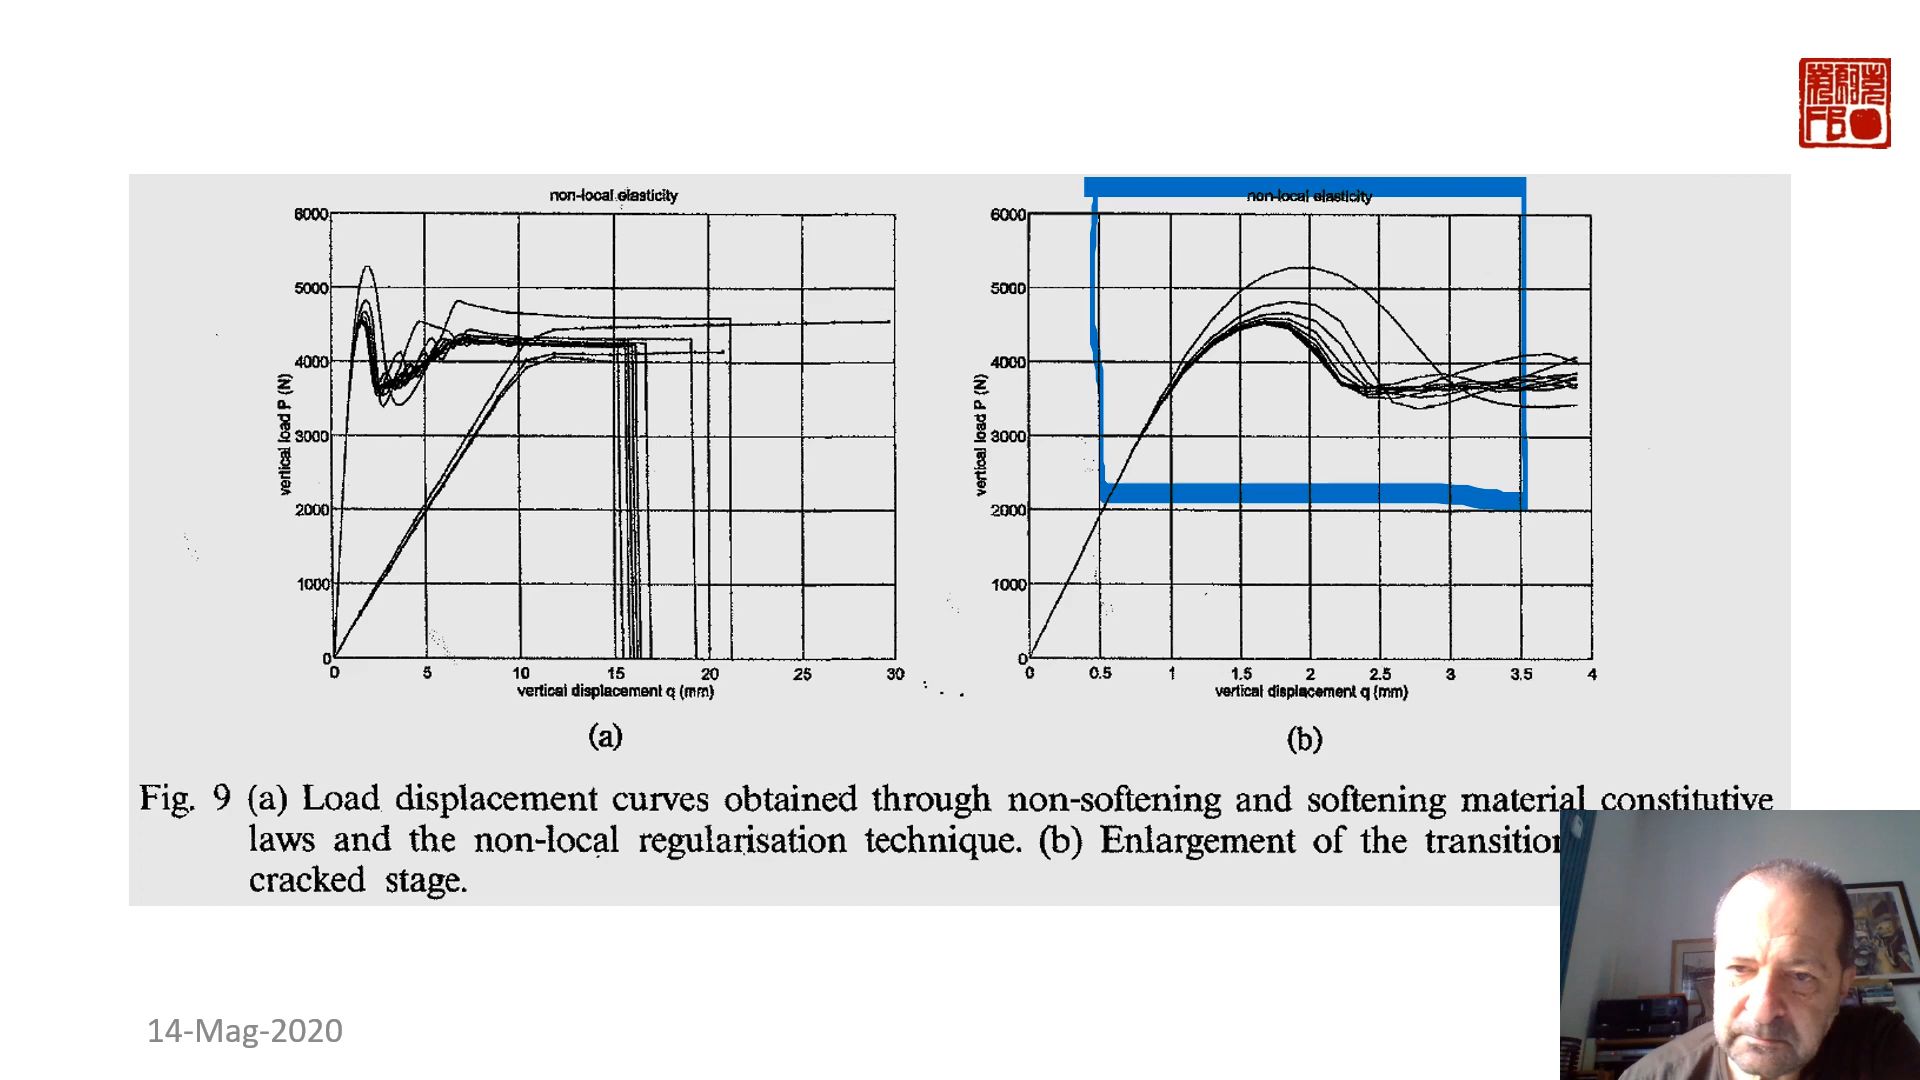 non-local elasticity
6000
5000
4000
3000
2000
1000
0
vertical load P (N)
0 5 10 15 20 25 30
vertical displacement q (mm)
(a)
non-local elasticity
6000
5000
4000
3000
2000
1000
0
vertical load P (N)
0 0.5 1 1.5 2 2.5 3 3.5 4
vertical displacement q (mm)
(b)
Fig. 9 (a) Load displacement curves obtained through non-softening and softening material constitutive
laws and the non-local regularisation technique. (b) Enlargement of the
cracked stage.
14-Mag-2020
FB